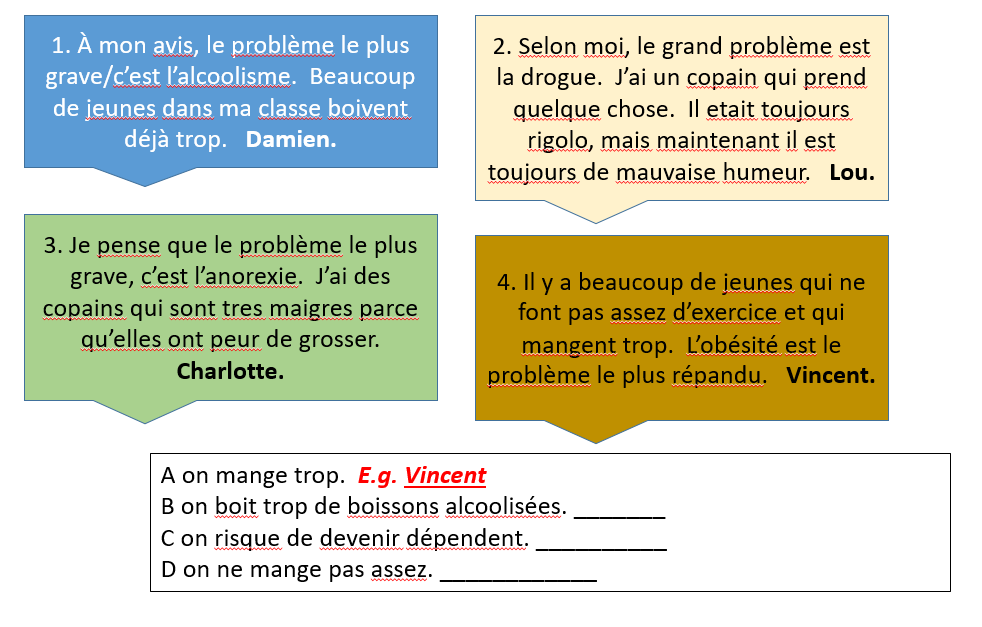 1. À mon avis, le problème le plus
grave/c’est l’alcoolisme. Beaucoup
de jeunes dans ma classe boivent
déjà trop. Damien.
2. Selon moi, le grand problème est
la drogue. J’ai un copain qui prend
quelque chose. Il etait toujours
rigolo, mais maintenant il est
toujours de mauvaise humeur. Lou.
3. Je pense que le problème le plus
grave, c’est l’anorexie. J’ai des
copains qui sont tres maigres parce
qu’elles ont peur de grosser.
Charlotte.
4. Il y a beaucoup de jeunes qui ne
font pas assez d’exercice et qui
mangent trop. L’obésité est le
problème le plus répandu. Vincent.
A on mange trop. E.g. Vincent
B on boit trop de boissons alcoolisées. _______
C on risque de devenir dépendent. __________
D on ne mange pas assez. ____________